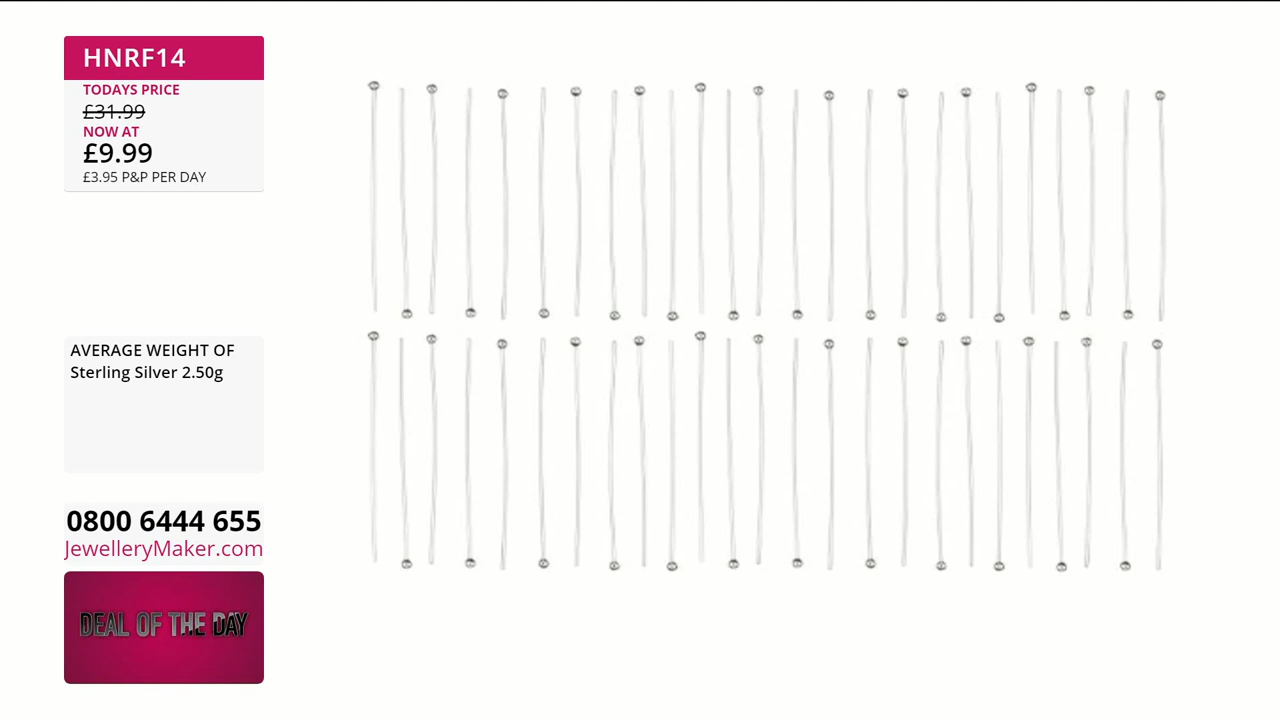 HNRF14
TODAYS PRICE
£31.99
NOW AT
£9.99
£3.95 P&P PER DAY
AVERAGE WEIGHT OF
Sterling Silver 2.50g
0800 6444 655
JewelleryMaker.com
DEAL OF THE DAY